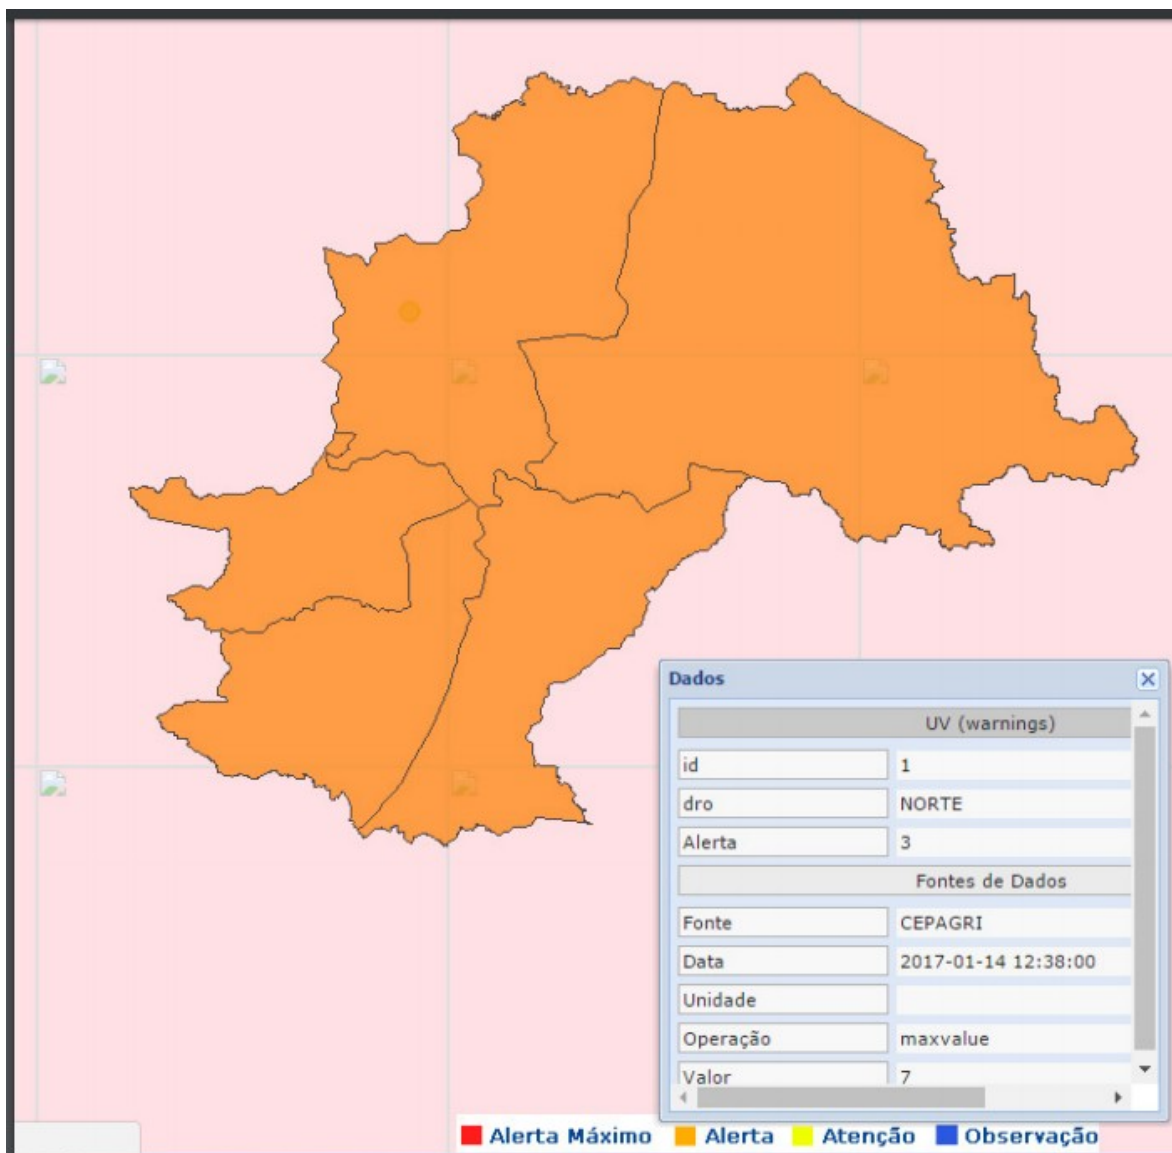 Dados
UV (warnings)
id 1
dro NORTE
Alerta 3
Fontes de Dados
Fonte CEPAGRI
Data 2017-01-14 12:38:00
Unidade
Operação maxvalue
Valor 7
Alerta Máximo Alerta Atenção Observação